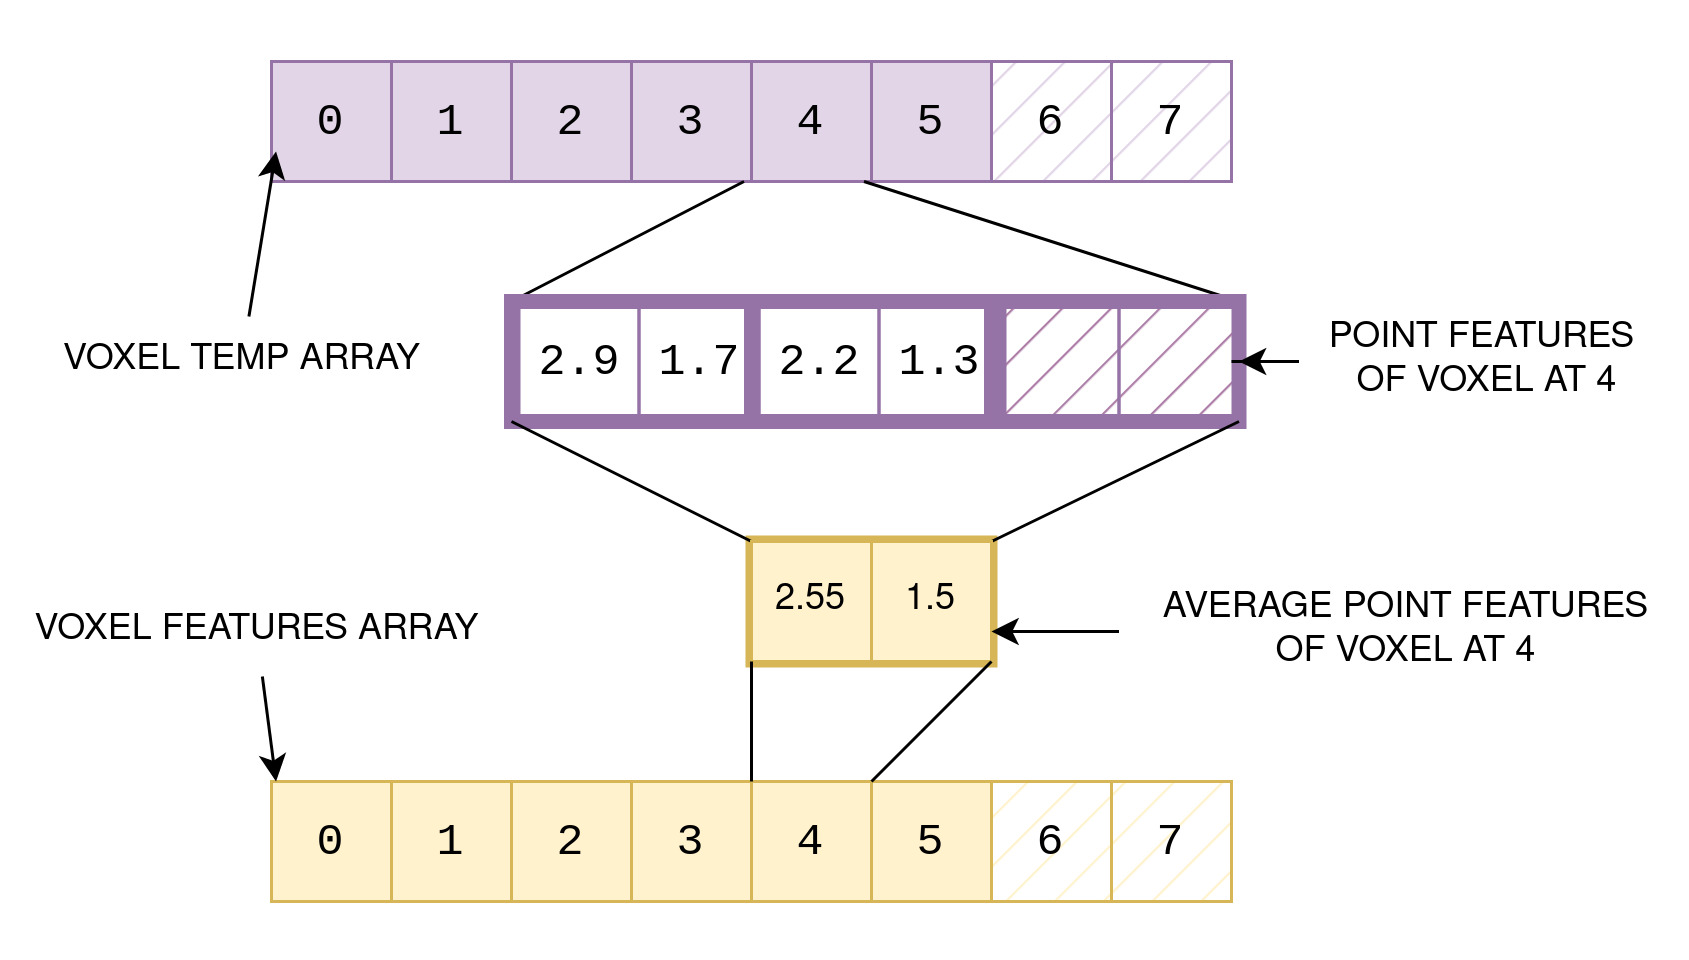 0 1 2 3 4 5 6 7
VOXEL TEMP ARRAY
2.9 1.7 2.2 1.3
POINT FEATURES
OF VOXEL AT 4
2.55 1.5
VOXEL FEATURES ARRAY
AVERAGE POINT FEATURES
OF VOXEL AT 4
0 1 2 3 4 5 6 7